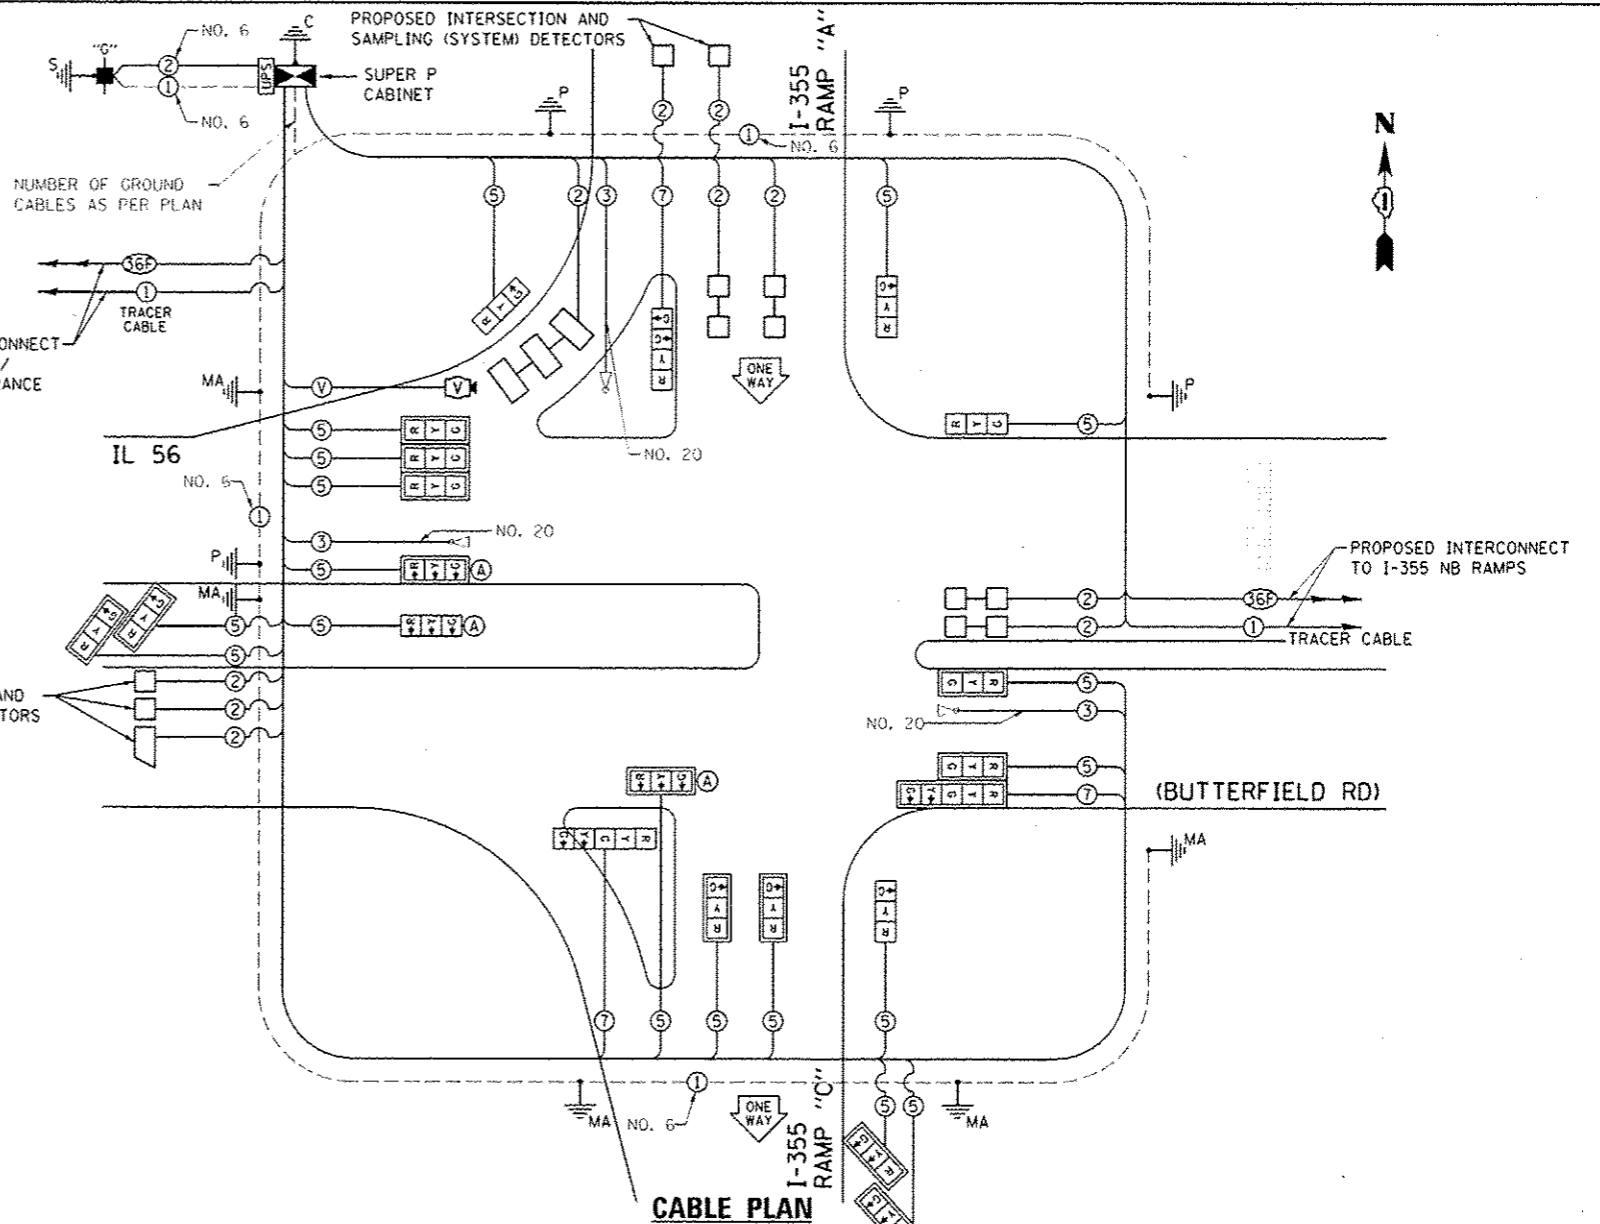 NO. 6
C
PROPOSED INTERSECTION AND
SAMPLING (SYSTEM) DETECTORS
I-355
RAMP "A"
"G"
S
2
UPS
SUPER P
CABINET
1
NO. 6
P
P
2
2
1
NO. 6
N
NUMBER OF GROUND
CABLES AS PER PLAN
5
2
3
7
2
2
5
36F
1
TRACER
CABLE
R Y G
G G Y R
G Y R
ONNECT
/
RANCE
MA
V
V
ONE
WAY
P
5
R Y G
R Y G
5
IL 56
5
R Y G
NO. 20
NO. 6
5
R Y G
1
3
NO. 20
P
5
R Y G
A
PROPOSED INTERCONNECT
TO I-355 NB RAMPS
MA
2
36F
R Y G
R Y G
5
5
R Y G
A
2
1
TRACER CABLE
5
2
G Y R
5
AND
TORS
2
NO. 20
3
2
R Y G
A
G Y R
5
G Y G Y R
7
(BUTTERFIELD RD)
G Y G Y R
MA
G Y R
G Y R
G Y R
7
5
5
5
5
1
MA
NO. 6
ONE
WAY
I-355
RAMP "C"
5
5
MA
G Y R
G Y
CABLE PLAN